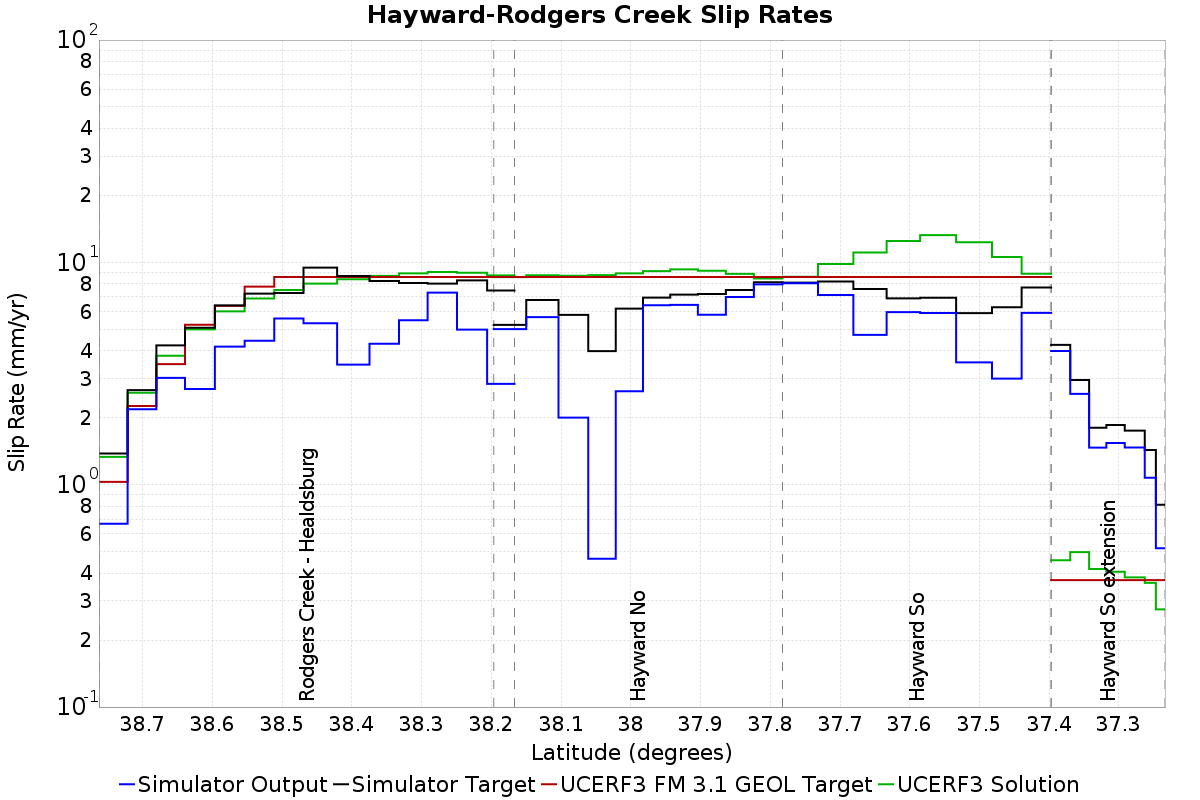 Hayward-Rodgers Creek Slip Rates
10^2
8
6
4
3
2
10^1
8
6
4
3
2
10^0
8
6
4
3
2
10^-1
Slip Rate (mm/yr)
Rodgers Creek - Healdsburg
Hayward No
Hayward So
Hayward So extension
38.7 38.6 38.5 38.4 38.3 38.2 38.1 38 37.9 37.8 37.7 37.6 37.5 37.4 37.3
Latitude (degrees)
Simulator Output Simulator Target UCERF3 FM 3.1 GEOL Target UCERF3 Solution